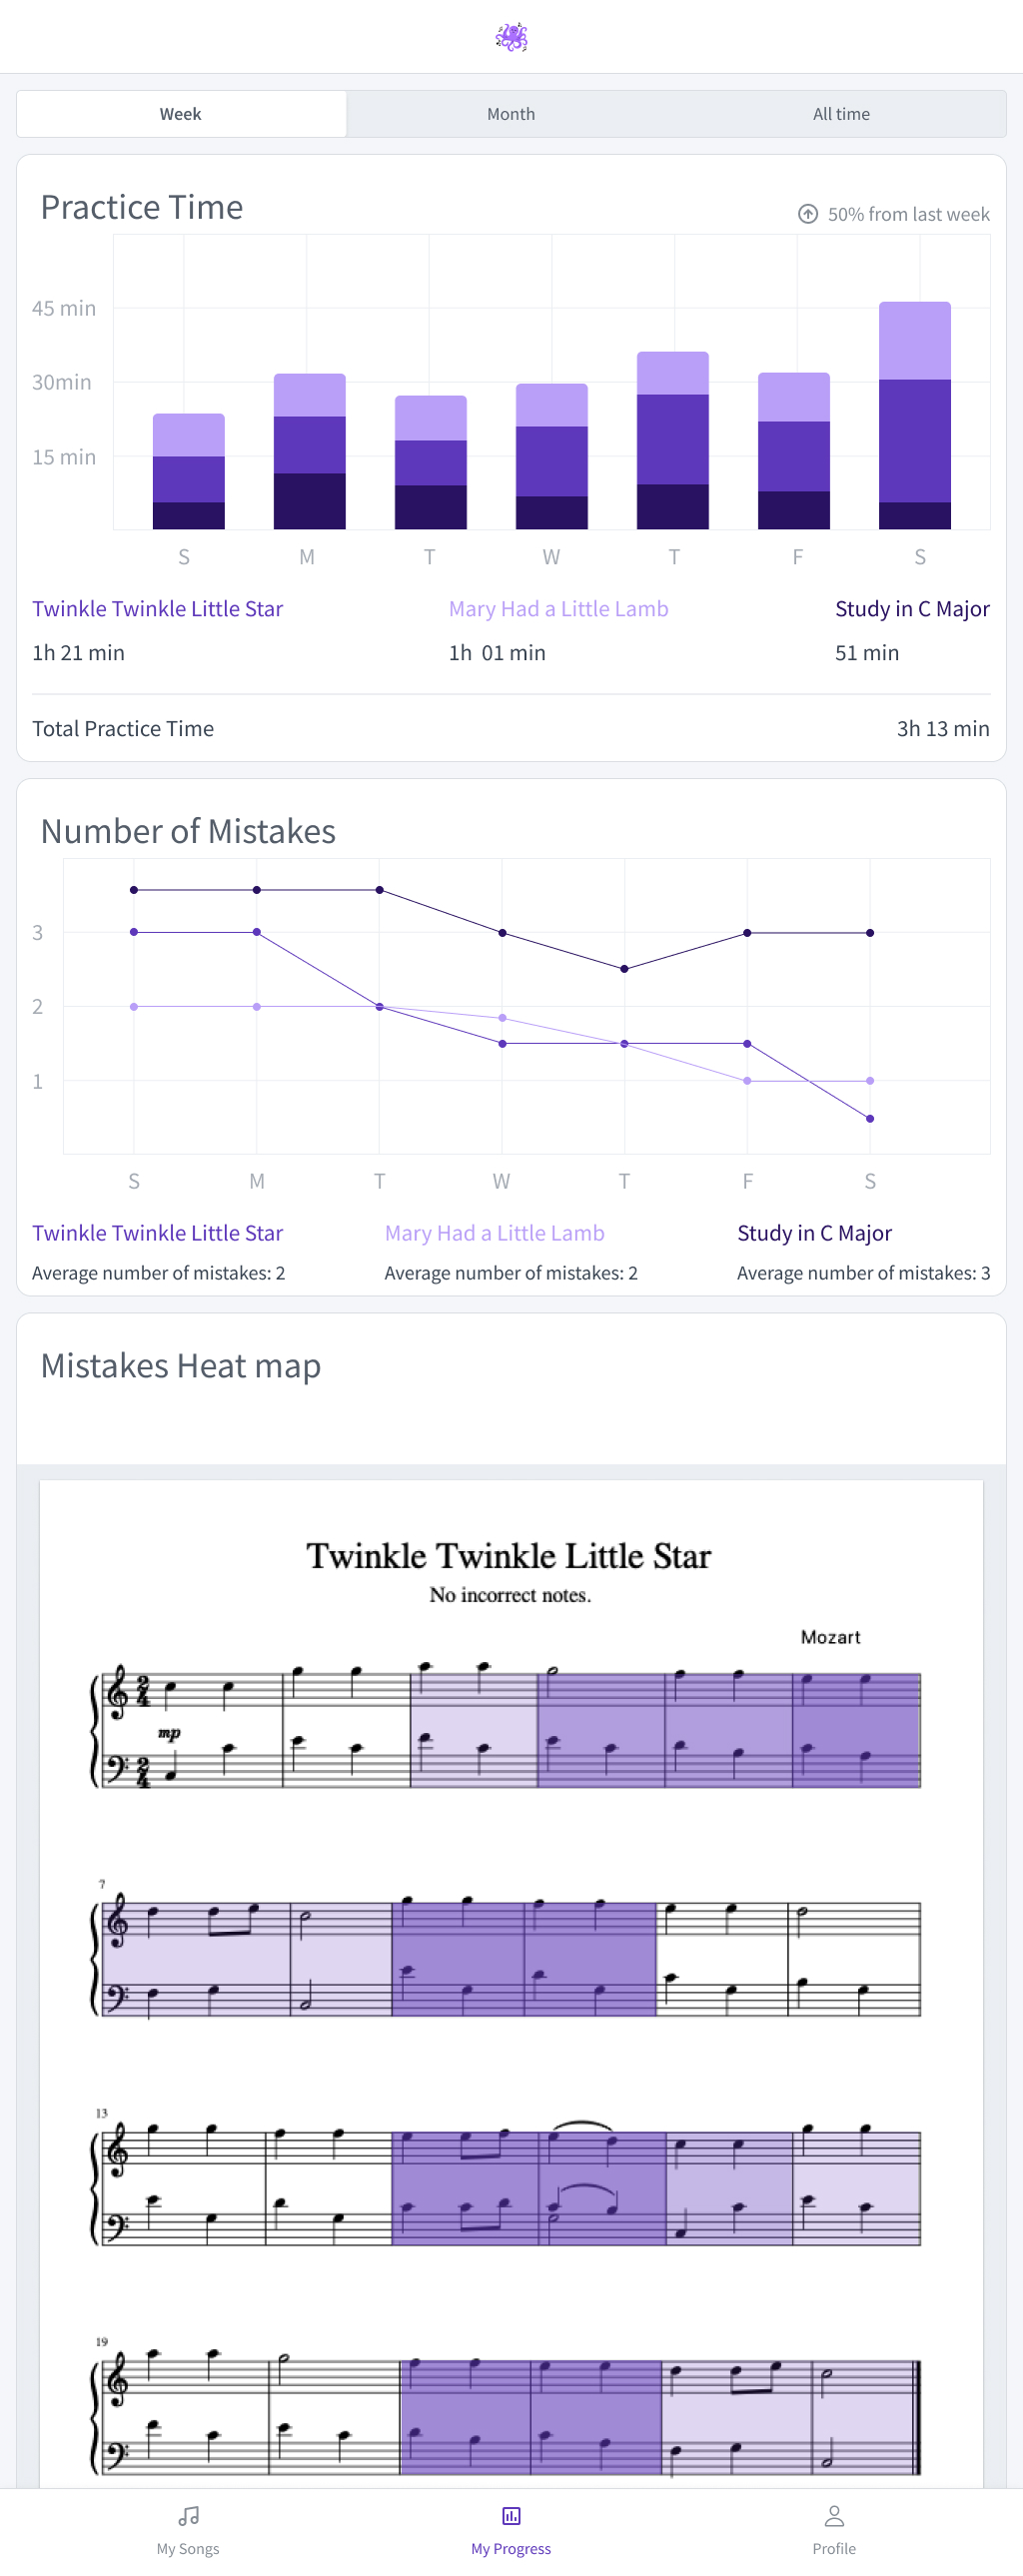 Week Month All time
Practice Time
50% from last week
45 min
30min
15 min
S M T W T F S
Twinkle Twinkle Little Star Mary Had a Little Lamb Study in C Major
1h 21 min 1h 01 min 51 min
Total Practice Time 3h 13 min
Number of Mistakes
3
2
1
S M T W T F S
Twinkle Twinkle Little Star Mary Had a Little Lamb Study in C Major
Average number of mistakes: 2 Average number of mistakes: 2 Average number of mistakes: 3
Mistakes Heat map
Twinkle Twinkle Little Star
No incorrect notes.
Mozart
2
4
mp
2
4
7
13
19
My Songs My Progress Profile